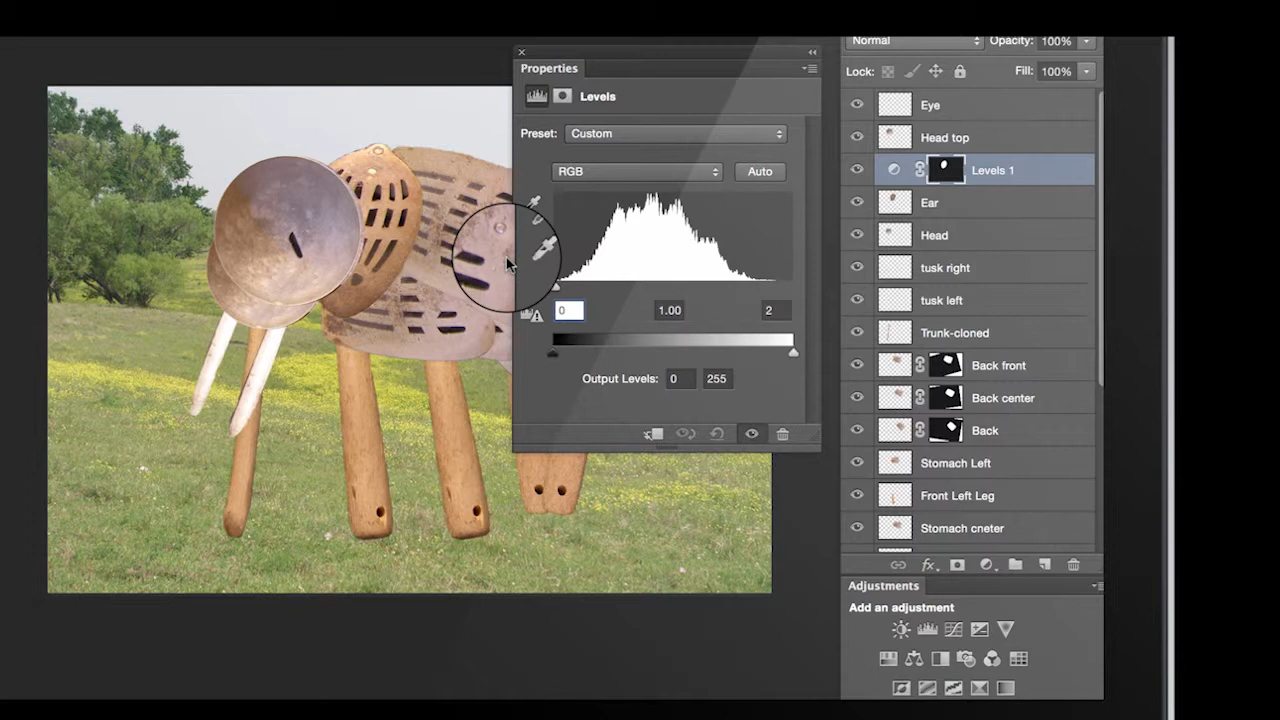 Normal Opacity: 100%
Properties
Lock: Fill: 100%
Levels
Eye
Preset: Custom
Head top
RGB Auto
Levels 1
Ear
Head
tusk right
tusk left
0 1.00 2
Trunk-cloned
Back front
Output Levels: 0 255
Back center
Back
Stomach Left
Front Left Leg
Stomach cneter
fx
Adjustments
Add an adjustment